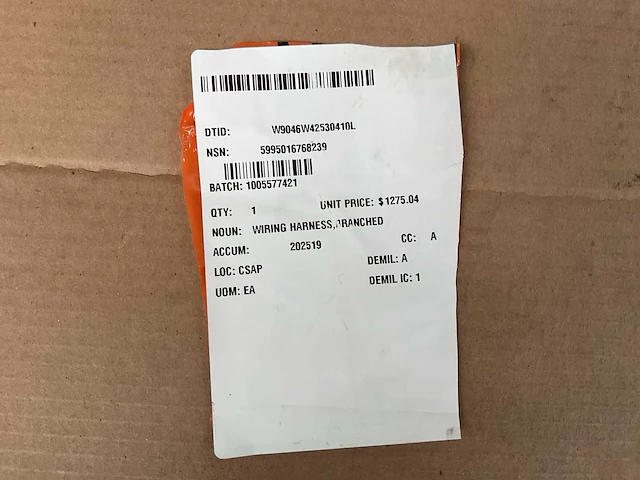 DTID: W9046W42530410L
NSN: 5995016768239
BATCH: 1005577421
QTY: 1 UNIT PRICE: $1275.04
NOUN: WIRING HARNESS,BRANCHED
ACCUM: 202519 CC: A
LOC: CSAP DEMIL: A
UOM: EA DEMIL IC: 1